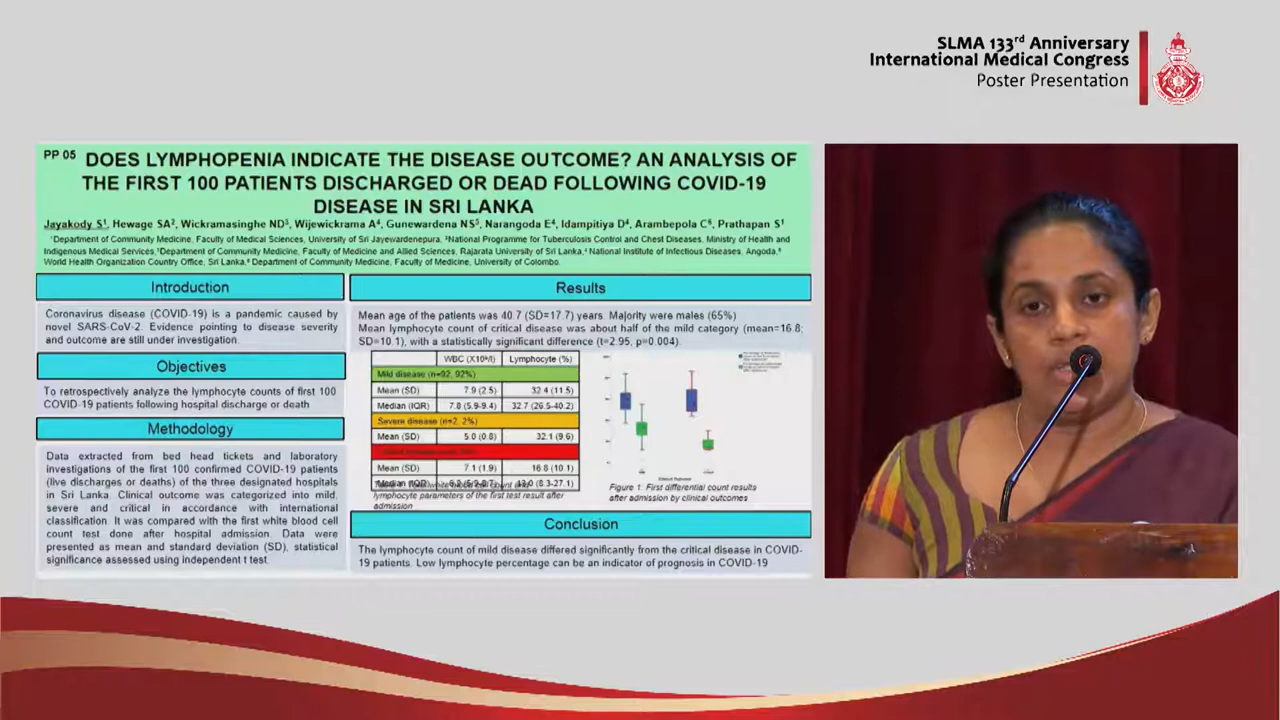 SLMA 133rd Anniversary
International Medical Congress
Poster Presentation
PP 05 DOES LYMPHOPENIA INDICATE THE DISEASE OUTCOME? AN ANALYSIS OF
THE FIRST 100 PATIENTS DISCHARGED OR DEAD FOLLOWING COVID-19
DISEASE IN SRI LANKA
Jayakody S1, Hewage SA2, Wickramasinghe ND3, Wijewickrama A4, Gunewardena NS5, Narangoda E4, Idampitiya D4, Arambepola C6, Prathapan S1
1Department of Community Medicine, Faculty of Medical Sciences, University of Sri Jayewardenepura, 2National Programme for Tuberculosis Control and Chest Diseases, Ministry of Health and
Indigenous Medical Services,3Department of Community Medicine, Faculty of Medicine and Allied Sciences, Rajarata University of Sri Lanka,4 National Institute of Infectious Diseases, Angoda,5
World Health Organization Country Office, Sri Lanka,6 Department of Community Medicine, Faculty of Medicine, University of Colombo.
Introduction
Coronavirus disease (COVID-19) is a pandemic caused by
novel SARS-CoV-2. Evidence pointing to disease severity
and outcome are still under investigation.
Objectives
To retrospectively analyze the lymphocyte counts of first 100
COVID-19 patients following hospital discharge or death
Methodology
Data extracted from bed head tickets and laboratory
investigations of the first 100 confirmed COVID-19 patients
(live discharges or deaths) of the three designated hospitals
in Sri Lanka. Clinical outcome was categorized into mild,
severe and critical in accordance with international
classification. It was compared with the first white blood cell
count test done after hospital admission. Data were
presented as mean and standard deviation (SD), statistical
significance assessed using independent t test.
Results
Mean age of the patients was 40.7 (SD=17.7) years. Majority were males (65%)
Mean lymphocyte count of critical disease was about half of the mild category (mean=16.8;
SD=10.1), with a statistically significant difference (t=2.95, p=0.004).
WBC (X10⁹/l) Lymphocyte (%)
Mild disease (n=92, 92%)
Mean (SD) 7.9 (2.5) 32.4 (11.5)
Median (IQR) 7.8 (5.9-9.4) 32.7 (26.5-40.2)
Severe disease (n=2, 2%)
Mean (SD) 5.0 (0.8) 32.1 (9.6)
Mean (SD) 7.1 (1.9) 16.8 (10.1)
Median (IQR) (8.3-27.1)
lymphocyte parameters of the first test result after
admission
Clinical Outcome
Figure 1: First differential count results
after admission by clinical outcomes
Conclusion
The lymphocyte count of mild disease differed significantly from the critical disease in COVID-
19 patients. Low lymphocyte percentage can be an indicator of prognosis in COVID-19